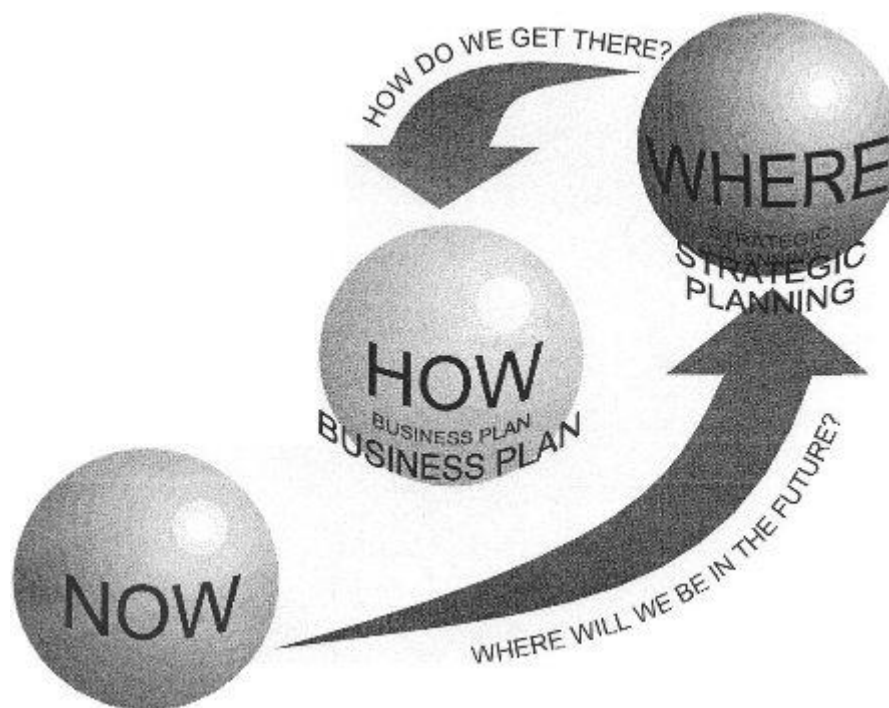 HOW DO WE GET THERE?
WHERE
STRATEGIC
PLANNING
STRATEGIC
PLANNING
HOW
BUSINESS PLAN
BUSINESS PLAN
NOW
WHERE WILL WE BE IN THE FUTURE?